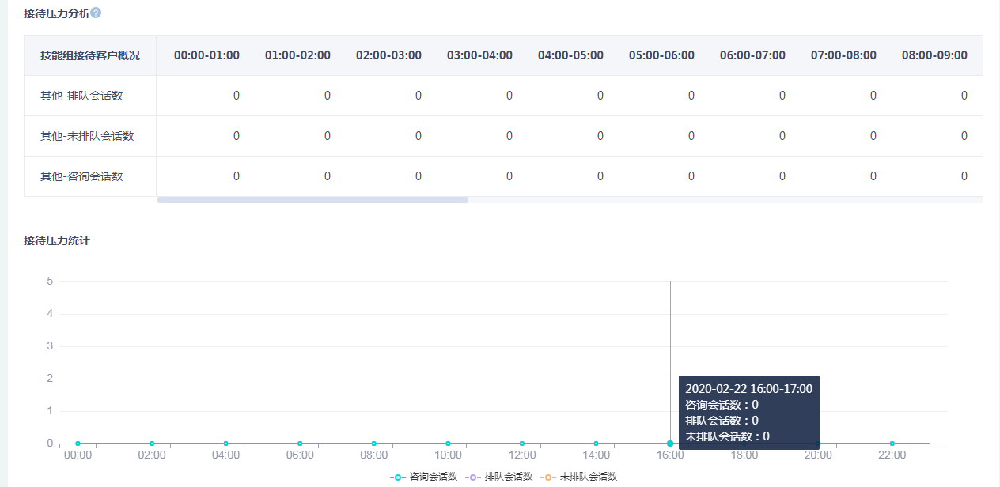 接待压力分析?
技能组接待客户概况 00:00-01:00 01:00-02:00 02:00-03:00 03:00-04:00 04:00-05:00 05:00-06:00 06:00-07:00 07:00-08:00 08:00-09:00
其他-排队会话数 0 0 0 0 0 0 0 0 0
其他-未排队会话数 0 0 0 0 0 0 0 0 0
其他-咨询会话数 0 0 0 0 0 0 0 0 0
接待压力统计
5
4
3
2
1
0
2020-02-22 16:00-17:00
咨询会话数：0
排队会话数：0
未排队会话数：0
00:00 02:00 04:00 06:00 08:00 10:00 12:00 14:00 16:00 18:00 20:00 22:00
咨询会话数 排队会话数 未排队会话数